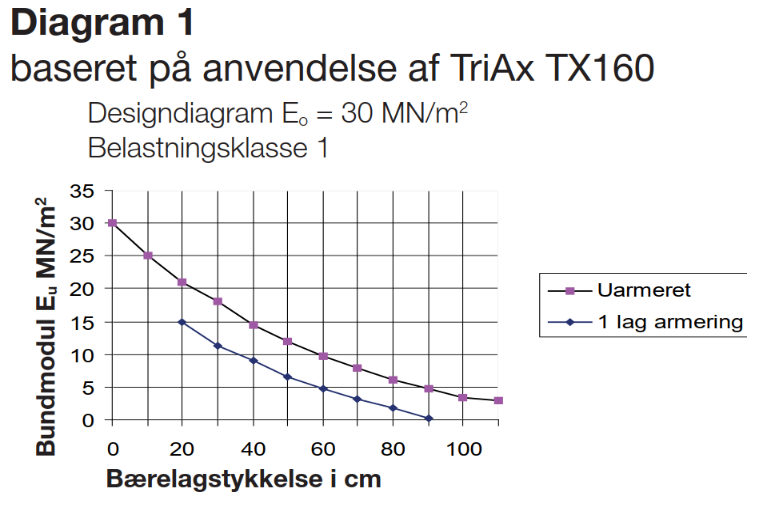 Diagram 1
baseret på anvendelse af TriAx TX160
Designdiagram Eo = 30 MN/m²
Belastningsklasse 1
35
30
25
20
15
10
5
0
Bundmodul Eu MN/m²
0 20 40 60 80 100
Bærelagstykkelse i cm
Uarmeret
1 lag armering